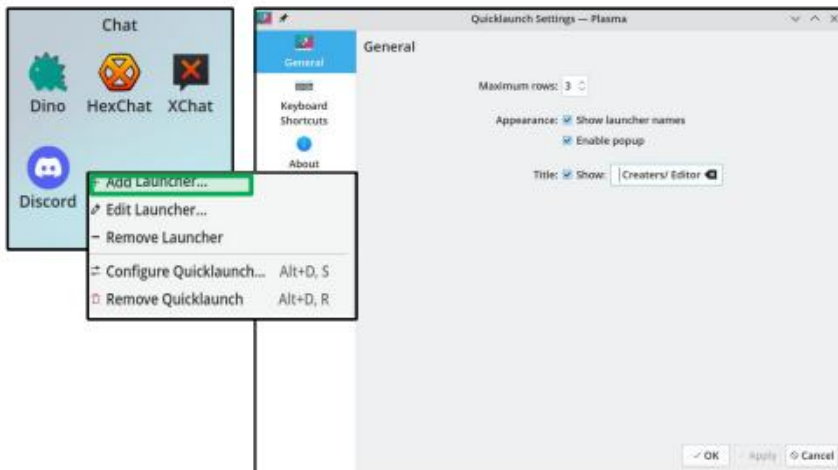 Chat
Dino HexChat XChat
Discord
Add Launcher...
Edit Launcher...
Remove Launcher
Configure Quicklaunch... Alt+D, S
Remove Quicklaunch Alt+D, R
Quicklaunch Settings — Plasma
General
Keyboard
Shortcuts
About
General
Maximum rows: 3
Appearance: Show launcher names
Enable popup
Title: Show: Creaters/ Editor
OK Apply Cancel